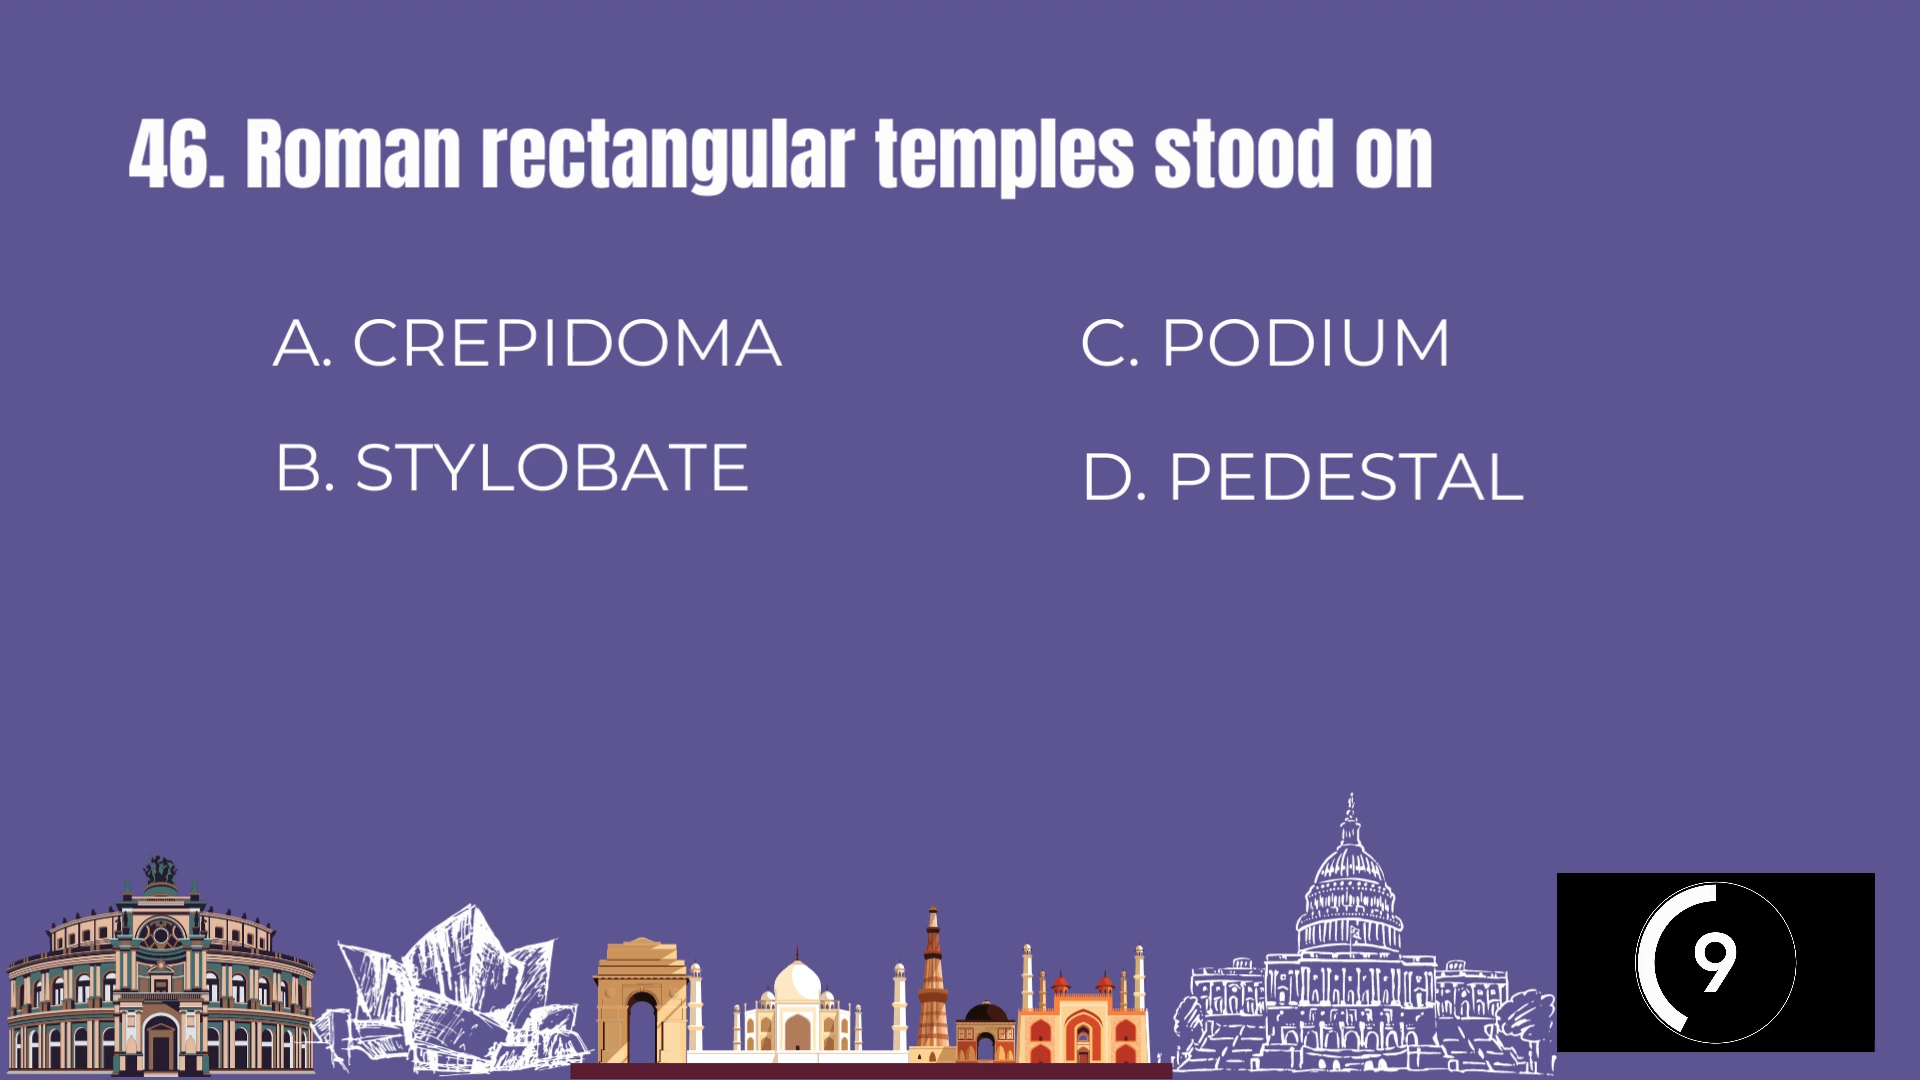 46. Roman rectangular temples stood on
A. CREPIDOMA
B. STYLOBATE
C. PODIUM
D. PEDESTAL
9